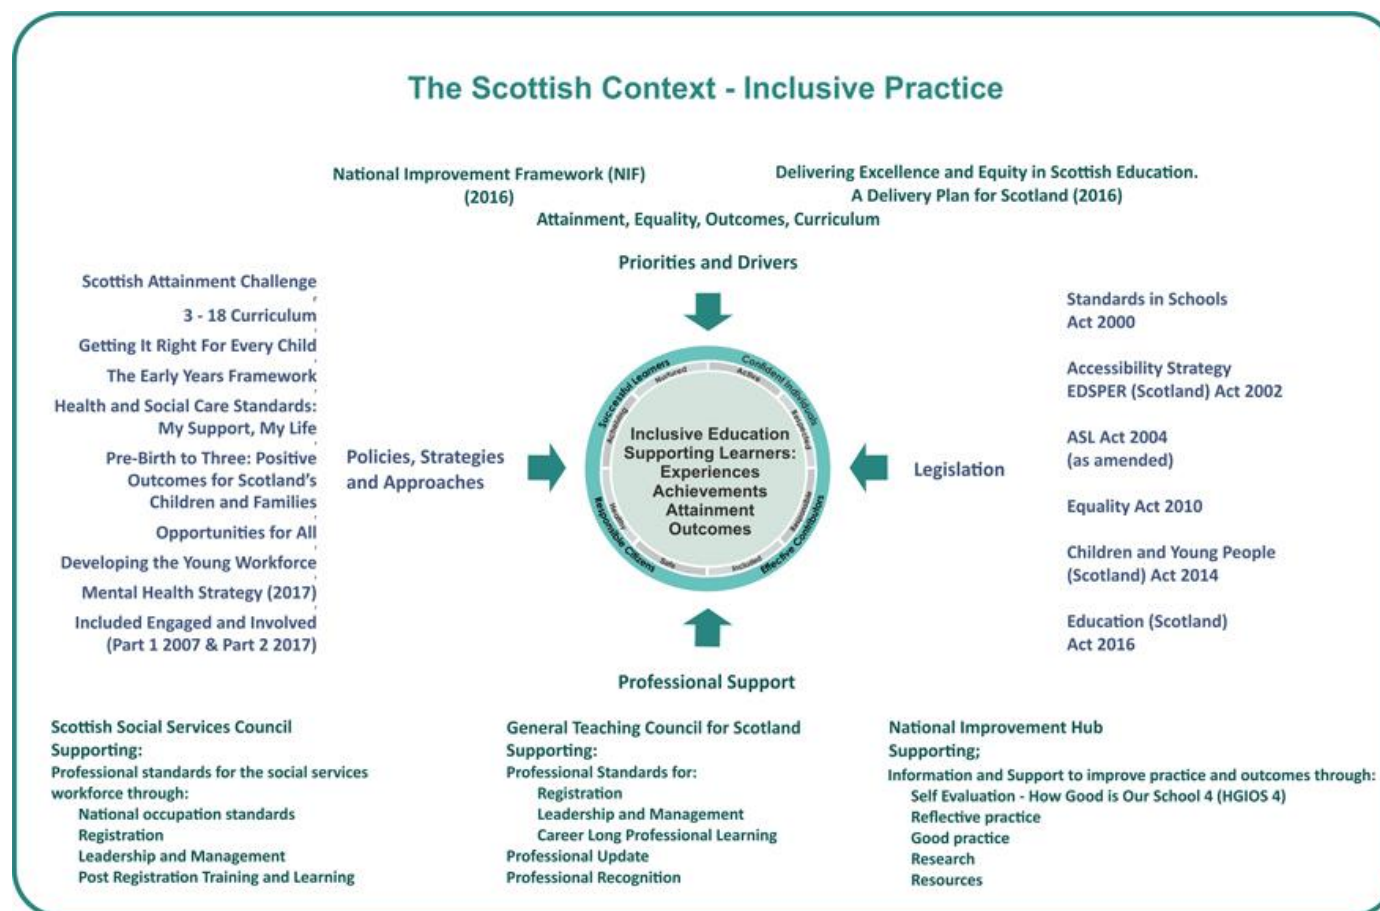 The Scottish Context - Inclusive Practice
National Improvement Framework (NIF)
(2016)
Delivering Excellence and Equity in Scottish Education.
A Delivery Plan for Scotland (2016)
Attainment, Equality, Outcomes, Curriculum
Priorities and Drivers
Scottish Attainment Challenge
3 - 18 Curriculum
Getting It Right For Every Child
The Early Years Framework
Health and Social Care Standards:
My Support, My Life
Pre-Birth to Three: Positive
Outcomes for Scotland's
Children and Families
Opportunities for All
Developing the Young Workforce
Mental Health Strategy (2017)
Included Engaged and Involved
(Part 1 2007 & Part 2 2017)
Policies, Strategies
and Approaches
Successful Learners
Confident Individuals
Effective Contributors
Responsible Citizens
Achieving
Nurtured
Active
Respected
Responsible
Included
Safe
Healthy
Inclusive Education
Supporting Learners:
Experiences
Achievements
Attainment
Outcomes
Legislation
Standards in Schools
Act 2000
Accessibility Strategy
EDSPER (Scotland) Act 2002
ASL Act 2004
(as amended)
Equality Act 2010
Children and Young People
(Scotland) Act 2014
Education (Scotland)
Act 2016
Professional Support
Scottish Social Services Council
Supporting:
Professional standards for the social services
workforce through:
National occupation standards
Registration
Leadership and Management
Post Registration Training and Learning
General Teaching Council for Scotland
Supporting:
Professional Standards for:
Registration
Leadership and Management
Career Long Professional Learning
Professional Update
Professional Recognition
National Improvement Hub
Supporting;
Information and Support to improve practice and outcomes through:
Self Evaluation - How Good is Our School 4 (HGIOS 4)
Reflective practice
Good practice
Research
Resources